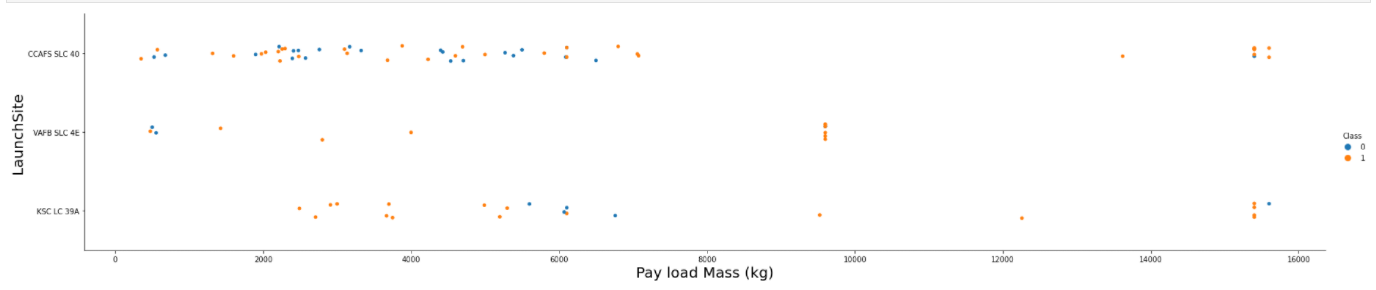 CCAFS SLC 40
VAFB SLC 4E
KSC LC 39A
LaunchSite
0
2000
4000
6000
8000
10000
12000
14000
16000
Pay load Mass (kg)
Class
0
1